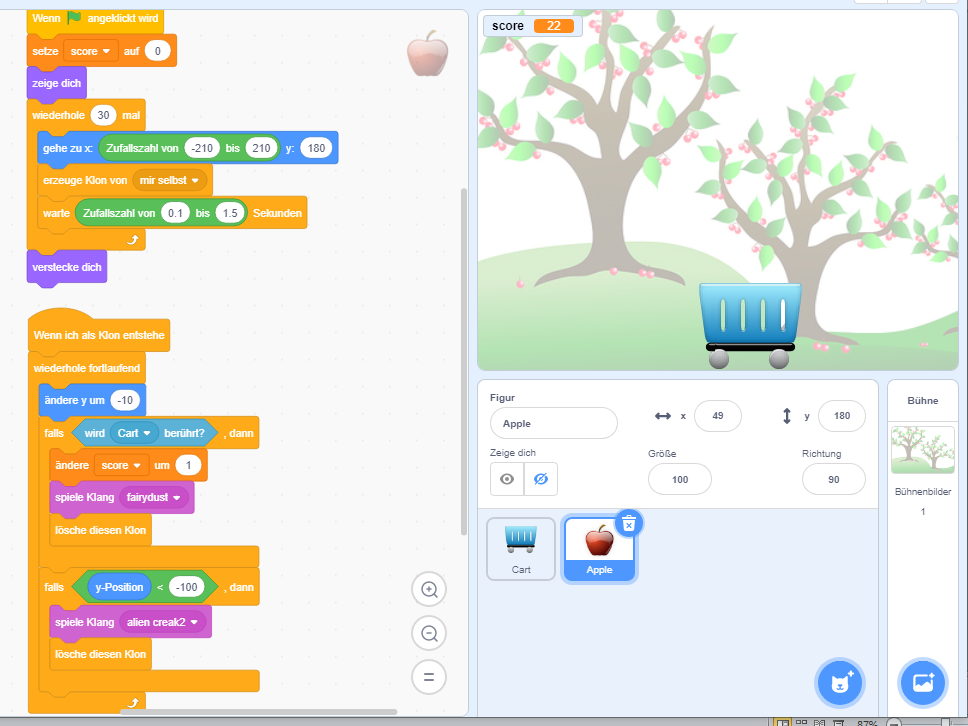 Wenn angeklickt wird
setze score auf 0
zeige dich
wiederhole 30 mal
gehe zu x: Zufallszahl von -210 bis 210 y: 180
erzeuge Klon von mir selbst
warte Zufallszahl von 0.1 bis 1.5 Sekunden
verstecke dich
Wenn ich als Klon entstehe
wiederhole fortlaufend
ändere y um -10
falls wird Cart berührt? , dann
ändere score um 1
spiele Klang fairydust
lösche diesen Klon
falls y-Position < -100 , dann
spiele Klang alien creak2
lösche diesen Klon
score 22
Figur
Apple
x 49
y 180
Zeige dich
Größe
100
Richtung
90
Cart
Apple
Bühne
Bühnenbilder
1
87%